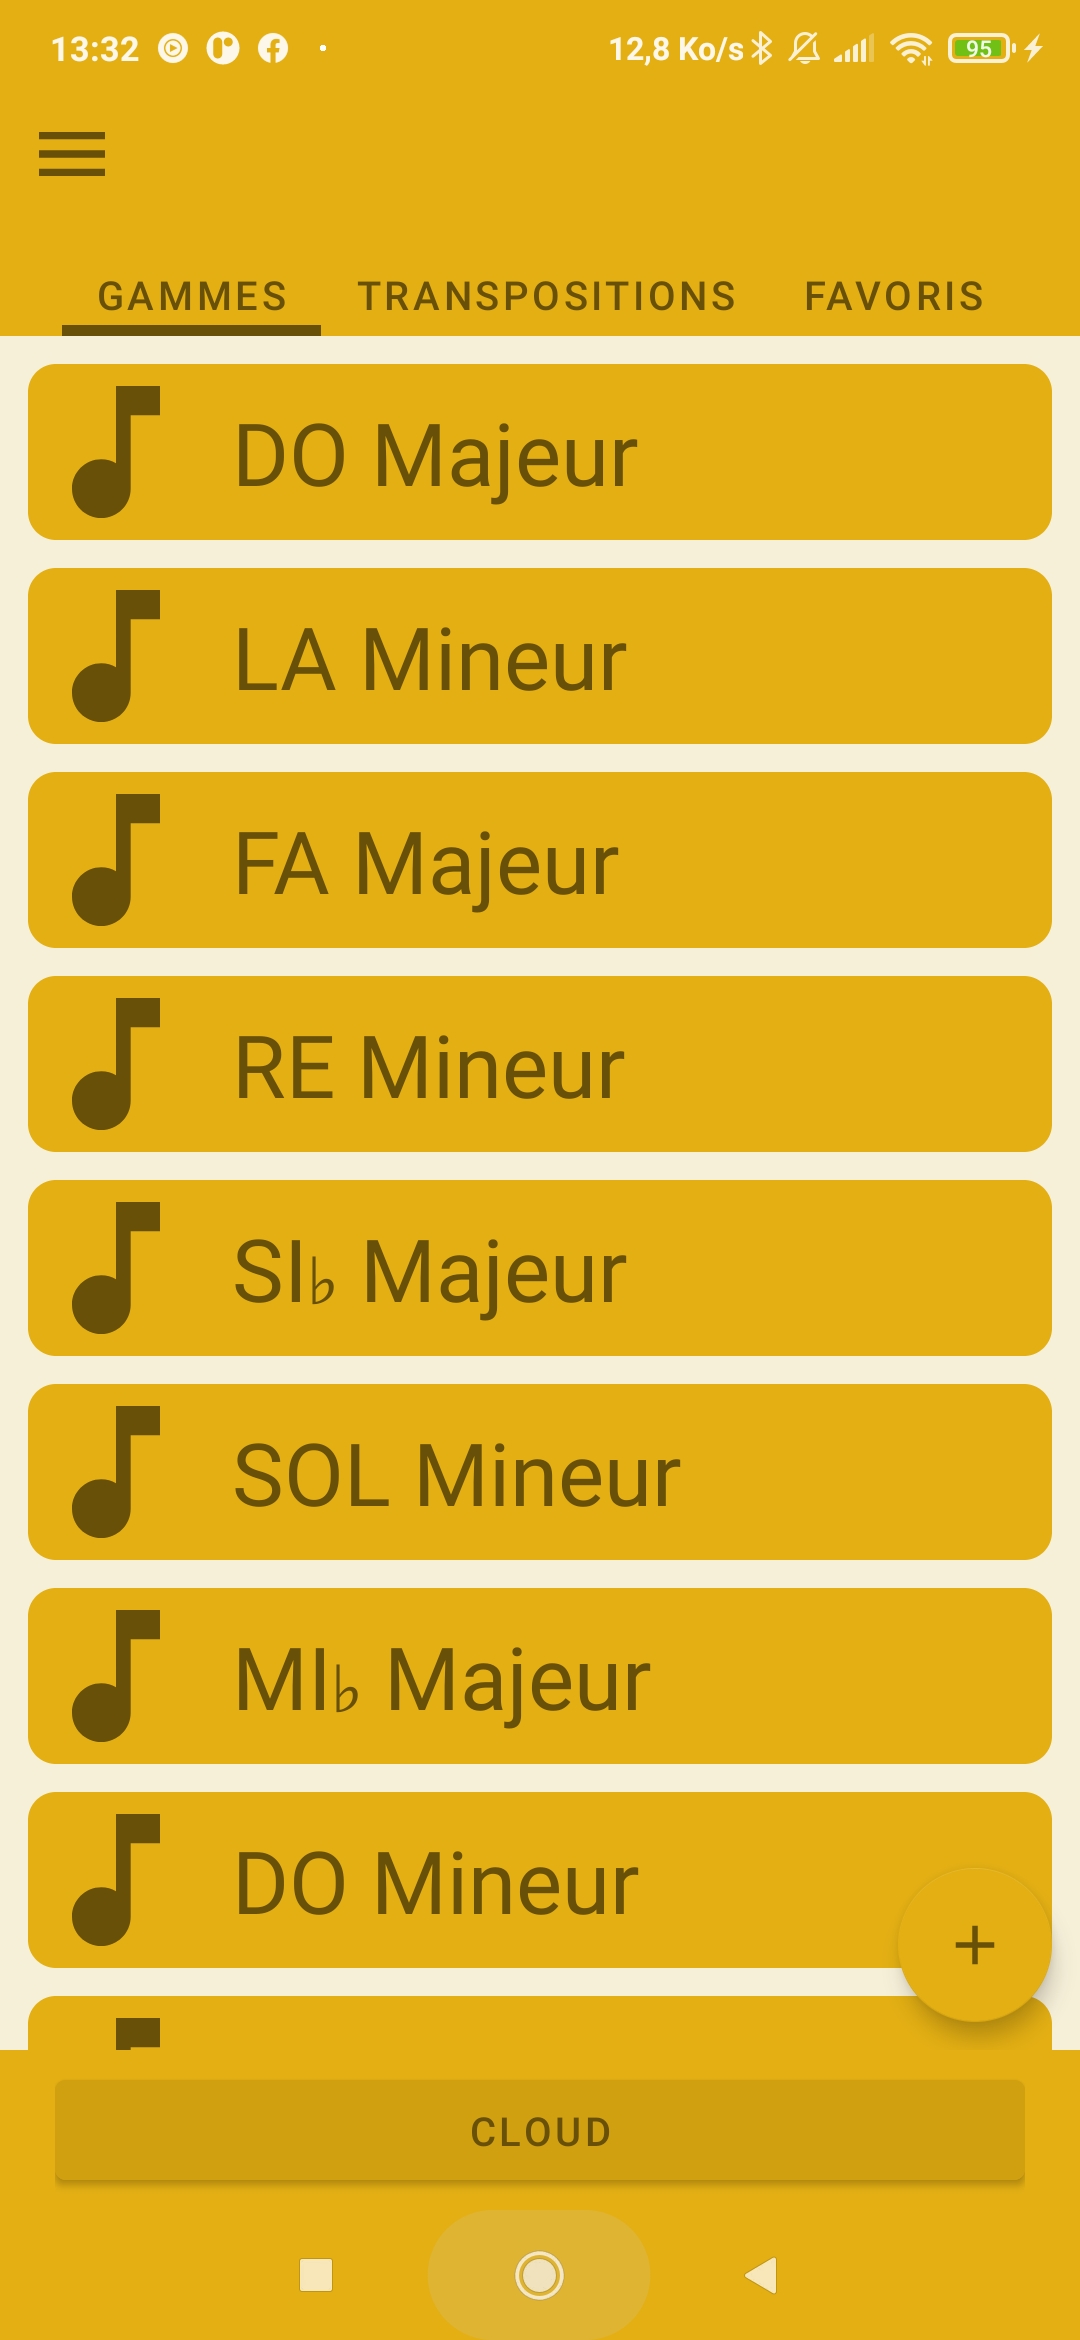 13:32 12,8 Ko/s 95
GAMMES TRANSPOSITIONS FAVORIS
DO Majeur
LA Mineur
FA Majeur
RE Mineur
SI♭ Majeur
SOL Mineur
MI♭ Majeur
DO Mineur
CLOUD